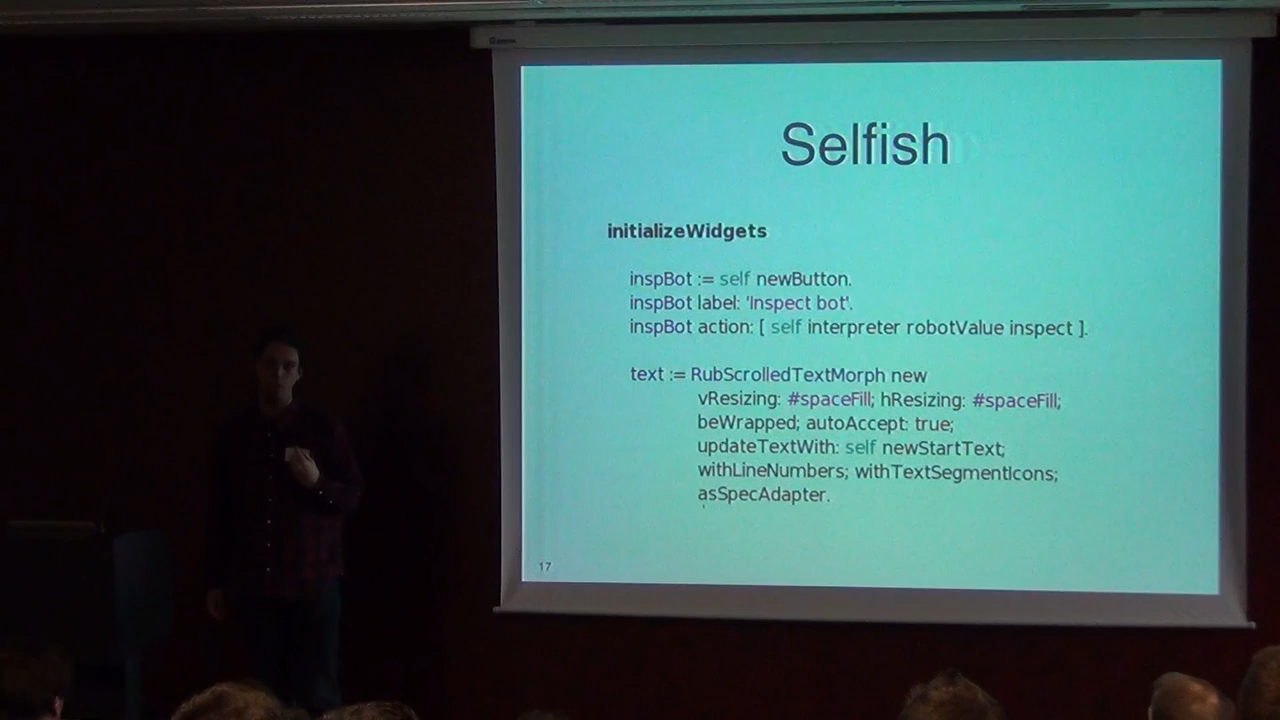 Selfish
initializeWidgets
inspBot := self newButton.
inspBot label: 'Inspect bot'.
inspBot action: [ self interpreter robotValue inspect ].
text := RubScrolledTextMorph new
vResizing: #spaceFill; hResizing: #spaceFill;
beWrapped; autoAccept: true;
updateTextWith: self newStartText;
withLineNumbers; withTextSegmentIcons;
asSpecAdapter.
17